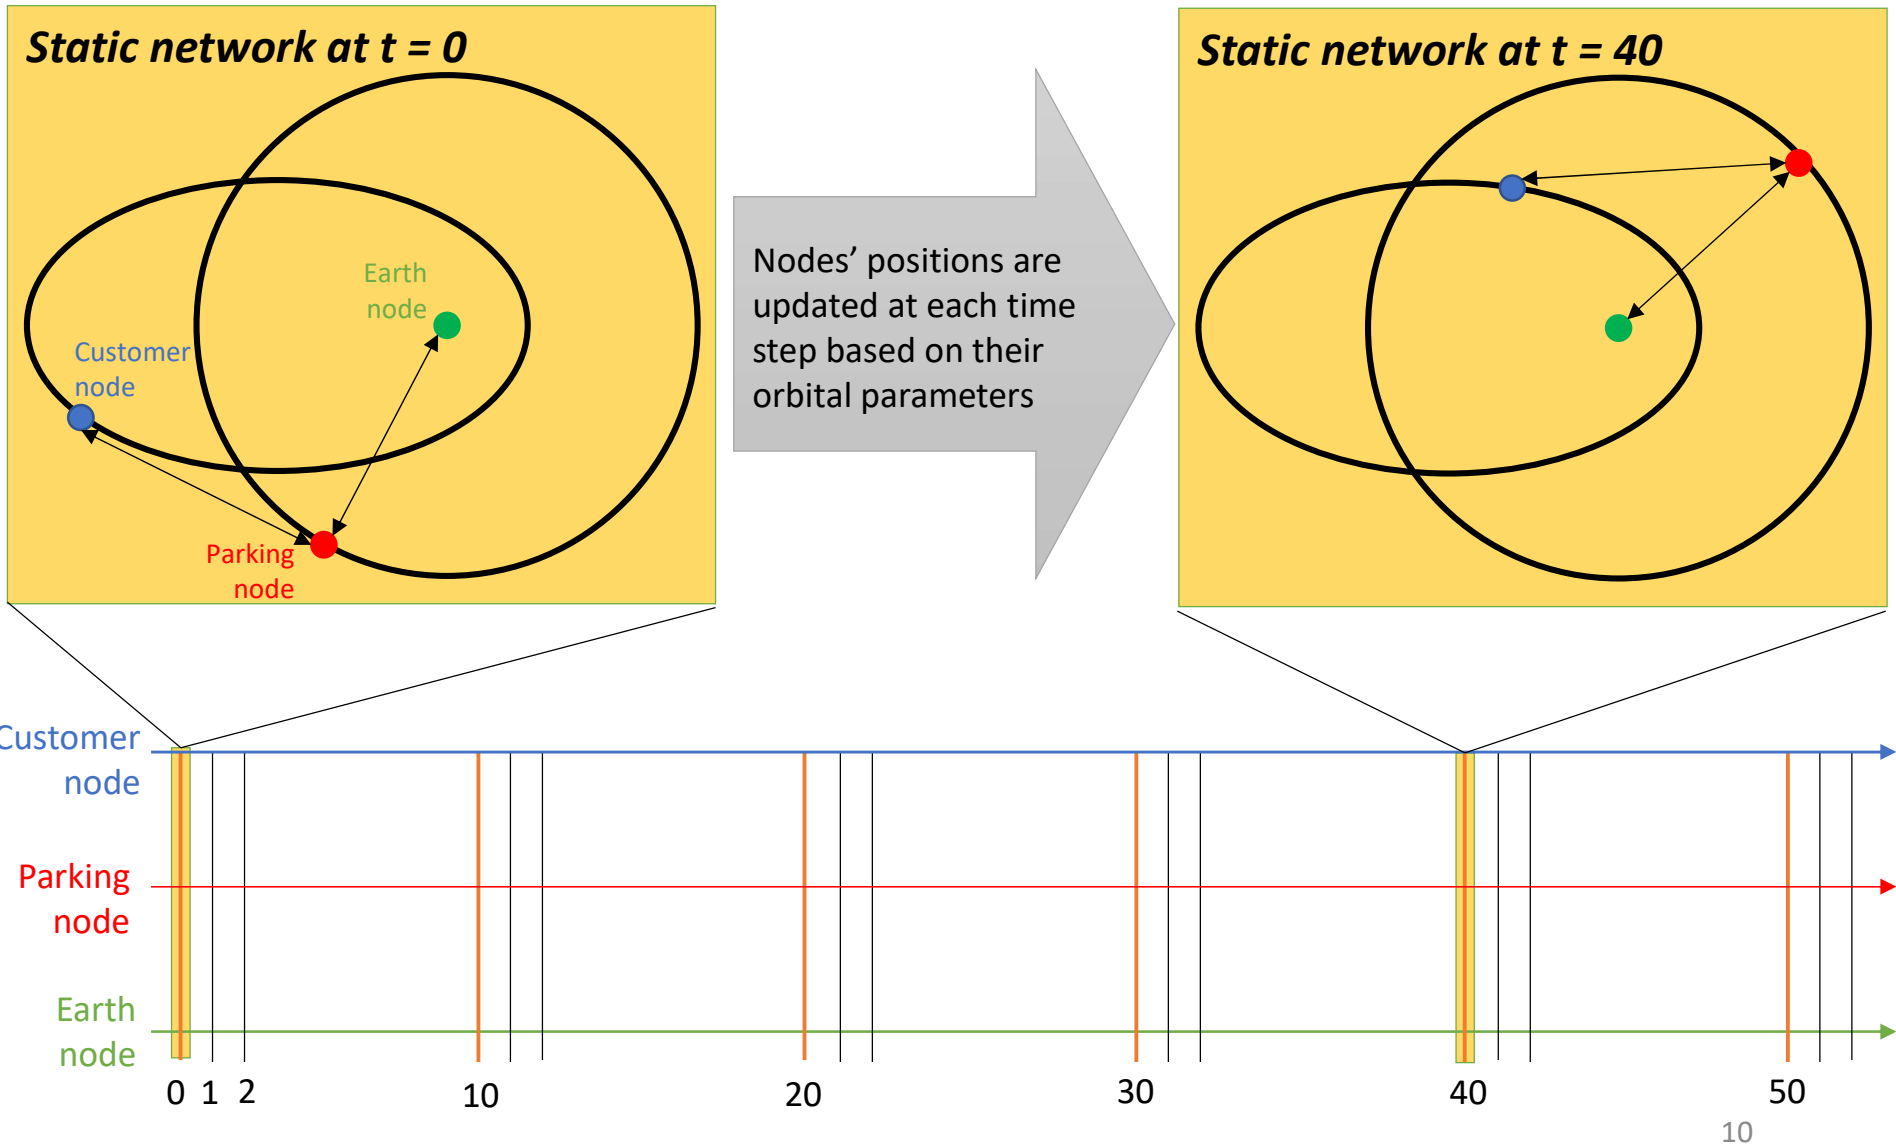 Static network at t = 0
Earth
node
Customer
node
Parking
node
Nodes’ positions are
updated at each time
step based on their
orbital parameters
Static network at t = 40
Customer
node
Parking
node
Earth
node
0 1 2 10 20 30 40 50
10